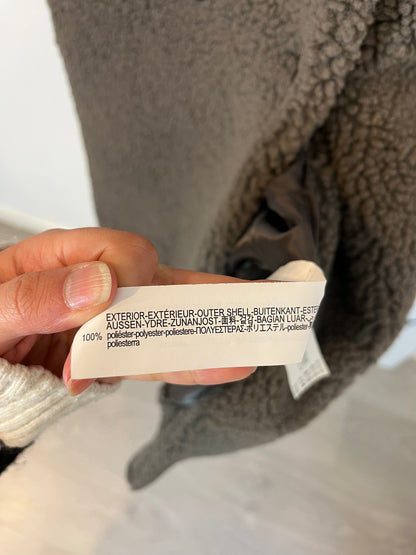 EXTERIOR-EXTÉRIEUR-OUTER SHELL-BUITENKANT-ESTE
AUSSEN-YDRE-ZUNANJOST-面料-겉감-BAGIAN LUAR-
100% poliéster-polyester-poliestere-ΠΟΛΥΕΣΤΕΡΑΣ-ポリエステル-poliester-
poliesterra